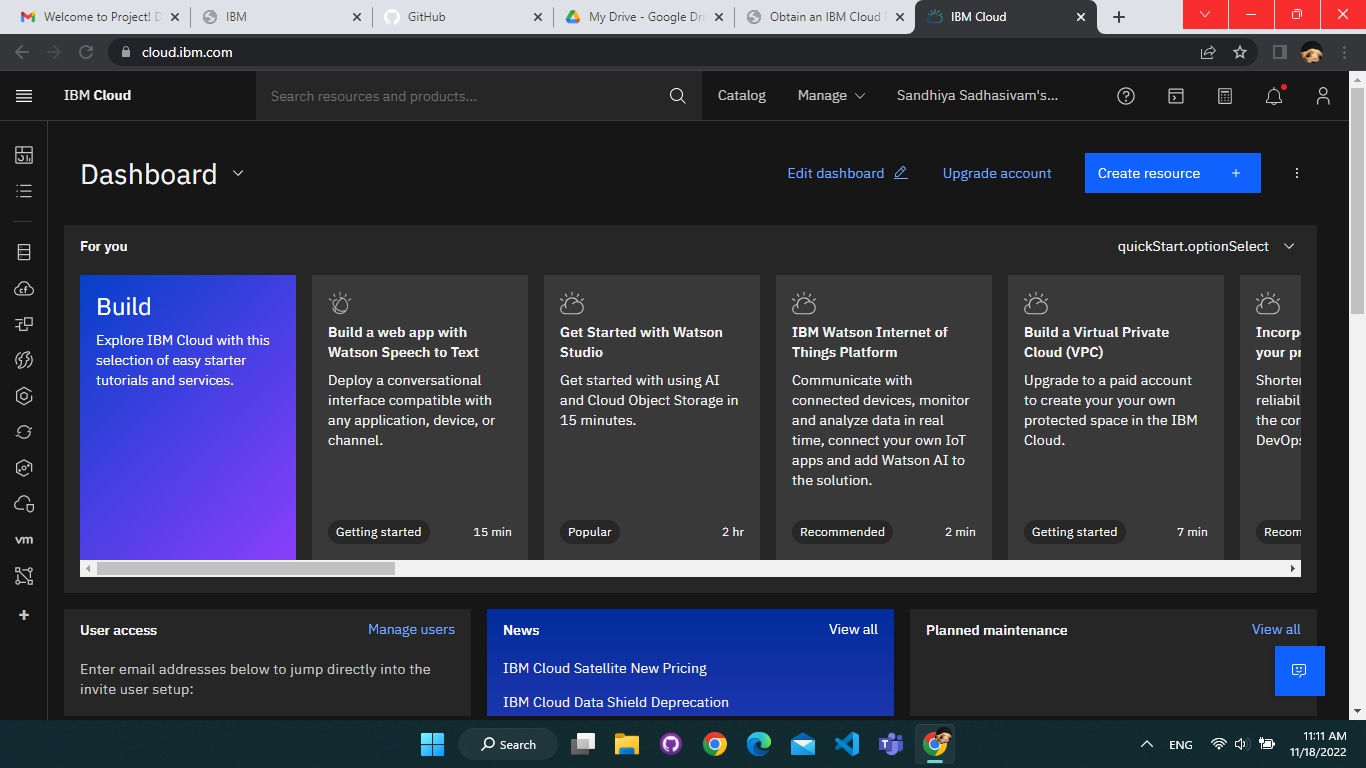 Welcome to Project! D
IBM
GitHub
My Drive - Google Dri
Obtain an IBM Cloud
IBM Cloud
cloud.ibm.com
IBM Cloud
Search resources and products...
Catalog
Manage
Sandhiya Sadhasivam's...
Dashboard
Edit dashboard
Upgrade account
Create resource +
For you
quickStart.optionSelect
Build
Explore IBM Cloud with this
selection of easy starter
tutorials and services.
Build a web app with
Watson Speech to Text
Deploy a conversational
interface compatible with
any application, device, or
channel.
Getting started 15 min
Get Started with Watson
Studio
Get started with using AI
and Cloud Object Storage in
15 minutes.
Popular 2 hr
IBM Watson Internet of
Things Platform
Communicate with
connected devices, monitor
and analyze data in real
time, connect your own IoT
apps and add Watson AI to
the solution.
Recommended 2 min
Build a Virtual Private
Cloud (VPC)
Upgrade to a paid account
to create your your own
protected space in the IBM
Cloud.
Getting started 7 min
Incorp
your pr
Shorter
reliabil
the cor
DevOps
Recom
cf
vm
User access
Manage users
Enter email addresses below to jump directly into the
invite user setup:
News
View all
IBM Cloud Satellite New Pricing
IBM Cloud Data Shield Deprecation
Planned maintenance
View all
Search
ENG
11:11 AM
11/18/2022